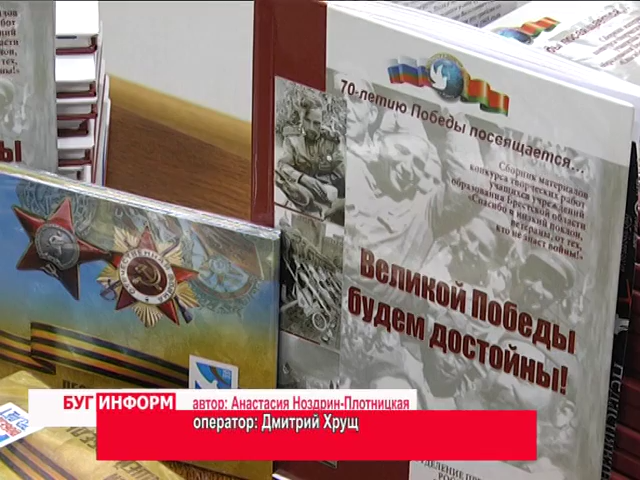 70-летию Победы посвящается...
Сборник материалов
конкурса творческих работ
учащихся учреждений
образования Брестской области
«Спасибо и низкий поклон,
ветераны, от тех,
кто не знает войны!»
Великой Победы
будем достойны!
БУГ ИНФОРМ
автор: Анастасия Ноздрин-Плотницкая
оператор: Дмитрий Хрущ